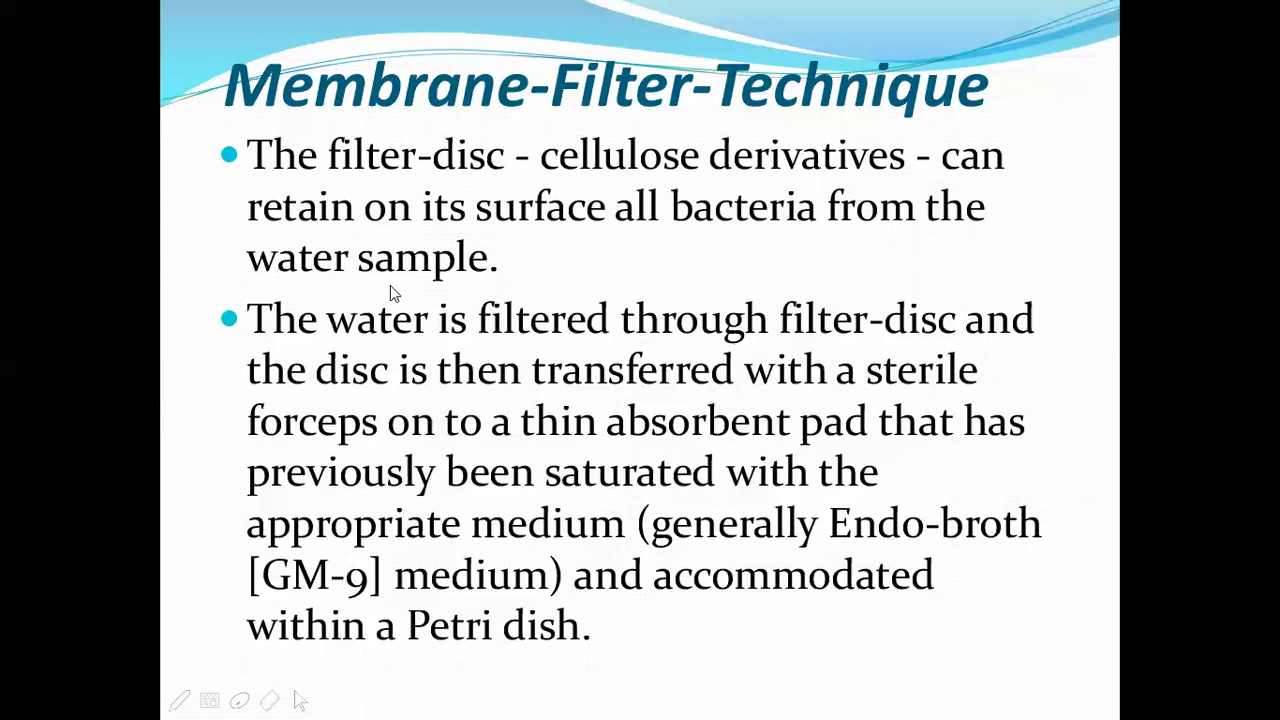 Membrane-Filter-Technique
• The filter-disc - cellulose derivatives - can
retain on its surface all bacteria from the
water sample.
• The water is filtered through filter-disc and
the disc is then transferred with a sterile
forceps on to a thin absorbent pad that has
previously been saturated with the
appropriate medium (generally Endo-broth
[GM-9] medium) and accommodated
within a Petri dish.